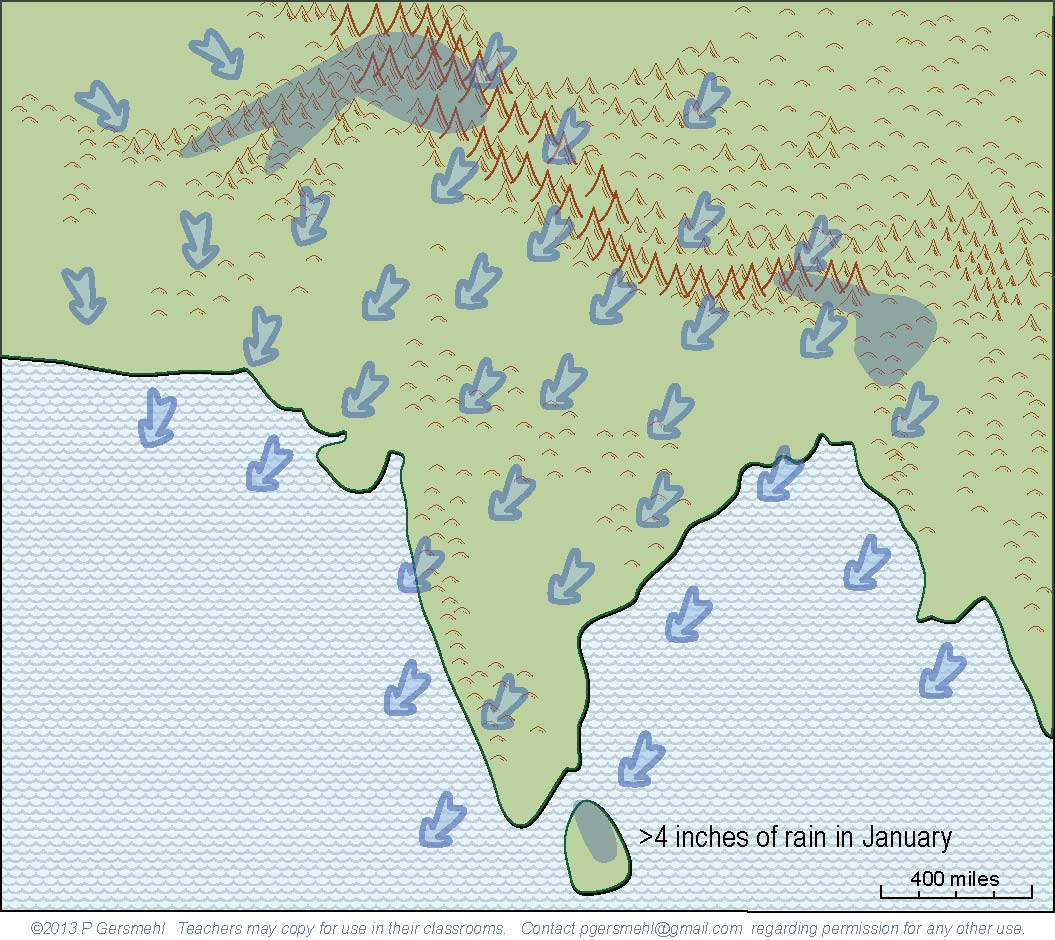 >4 inches of rain in January
400 miles
©2013 P Gersmehl   Teachers may copy for use in their classrooms.   Contact pgersmehl@gmail.com  regarding permission for any other use.